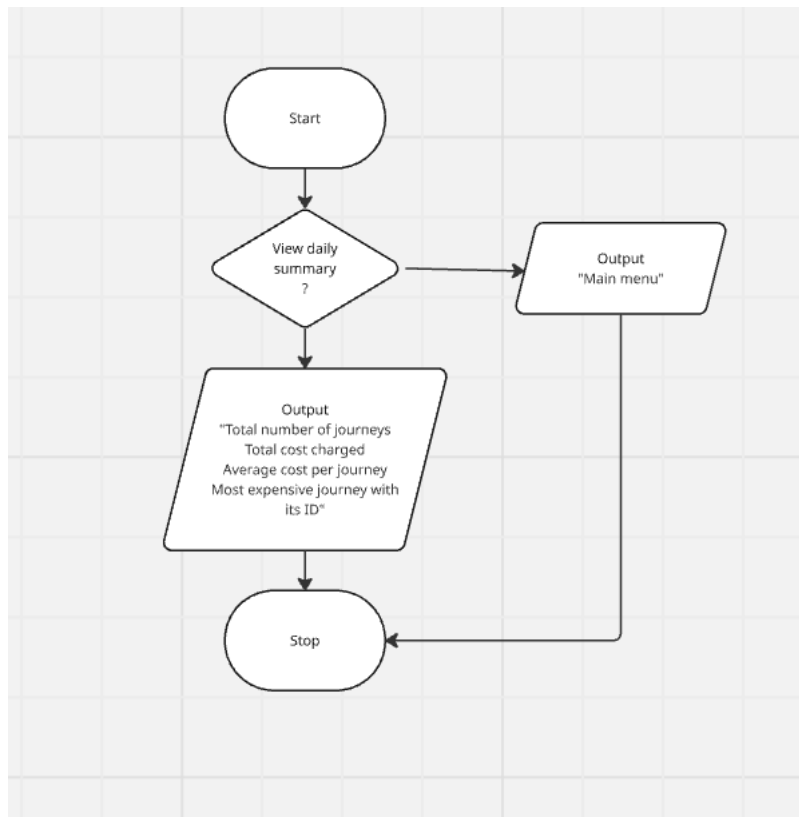 Start
View daily
summary
?
Output
"Main menu"
Output
"Total number of journeys
Total cost charged
Average cost per journey
Most expensive journey with
its ID"
Stop